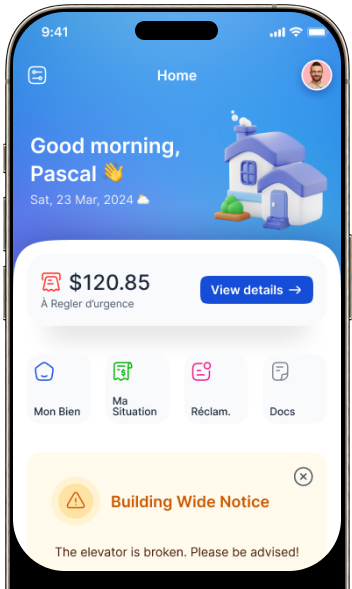 9:41
Home
Good morning,
Pascal 👋
Sat, 23 Mar, 2024
$120.85
À Regler d'urgence
View details →
Mon Bien
Ma
Situation
Réclam.
Docs
Building Wide Notice
The elevator is broken. Please be advised!